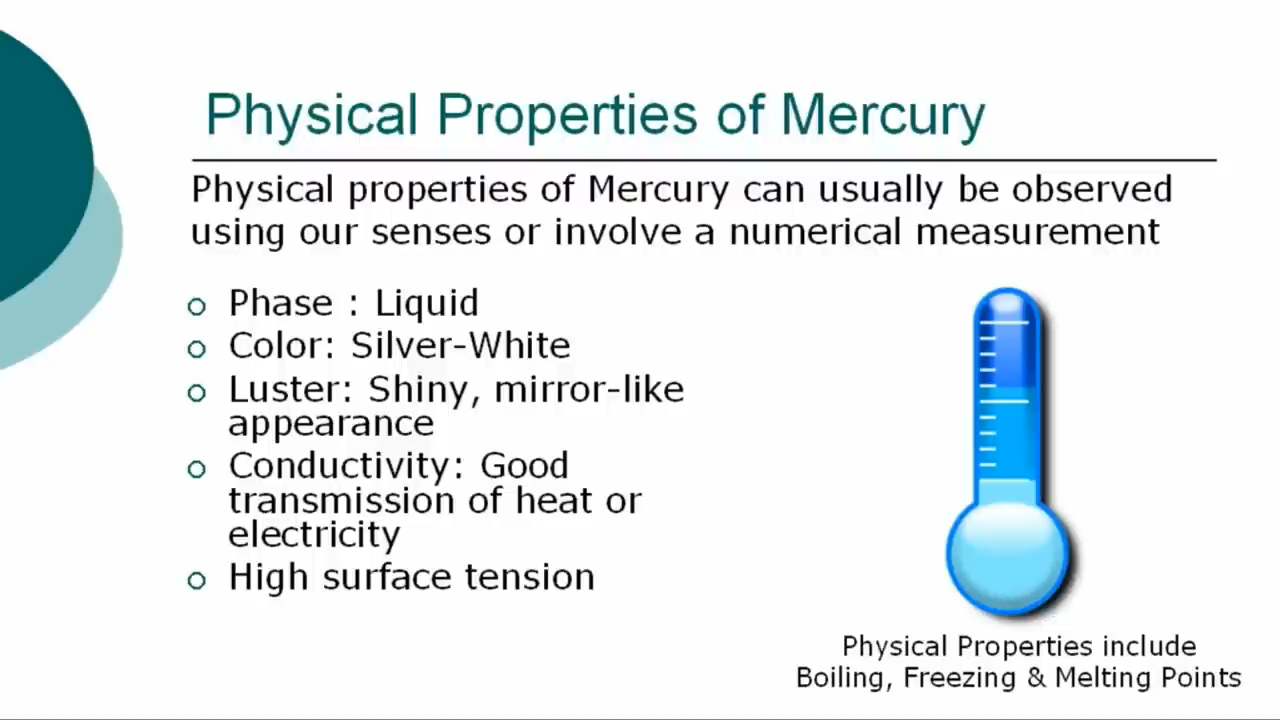 Physical Properties of Mercury
Physical properties of Mercury can usually be observed
using our senses or involve a numerical measurement
Phase : Liquid
Color: Silver-White
Luster: Shiny, mirror-like
appearance
Conductivity: Good
transmission of heat or
electricity
High surface tension
Physical Properties include
Boiling, Freezing & Melting Points